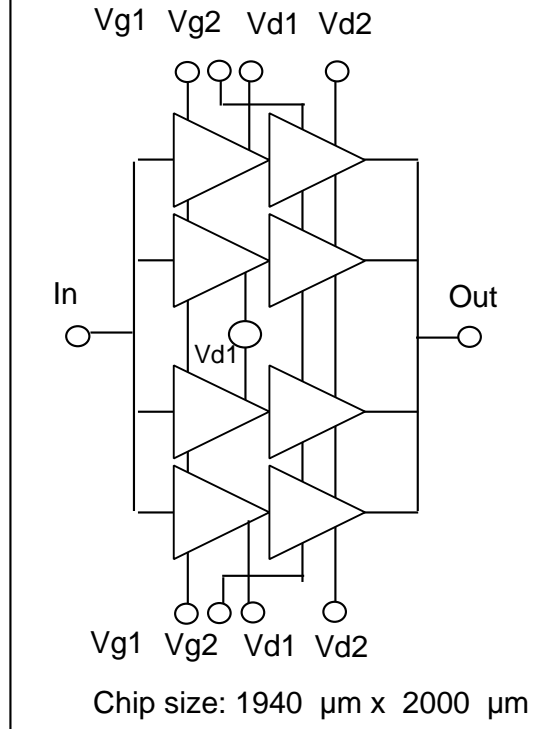 Vg1 Vg2 Vd1 Vd2
In
Out
Vd1
Vg1 Vg2 Vd1 Vd2
Chip size: 1940 µm x 2000 µm